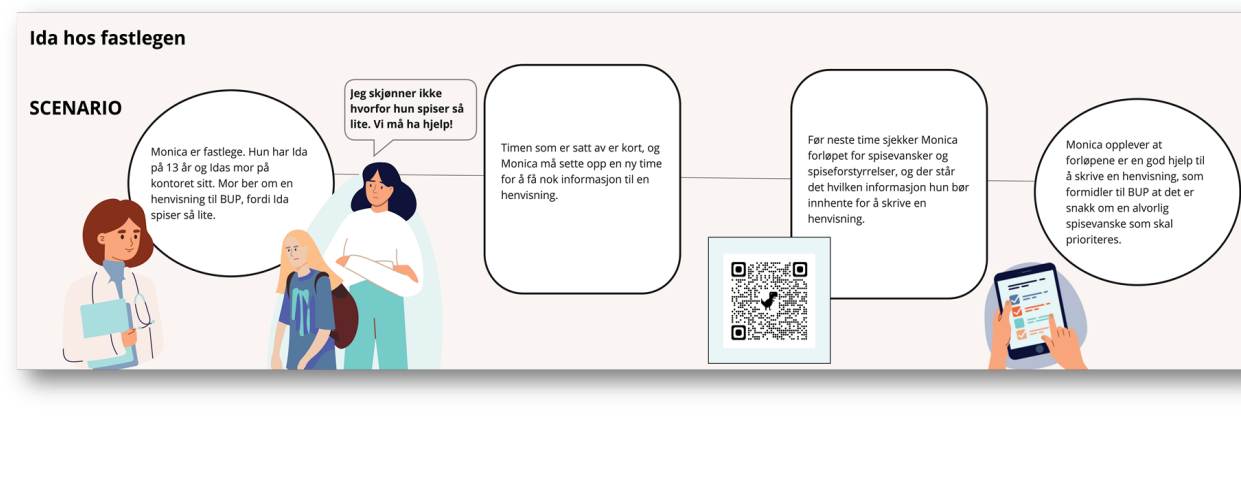 Ida hos fastlegen
SCENARIO
Monica er fastlege. Hun har Ida
på 13 år og Idas mor på
kontoret sitt. Mor ber om en
henvisning til BUP, fordi Ida
spiser så lite.
Jeg skjønner ikke
hvorfor hun spiser så
lite. Vi må ha hjelp!
Timen som er satt av er kort, og
Monica må sette opp en ny time
for å få nok informasjon til en
henvisning.
Før neste time sjekker Monica
forløpet for spisevansker og
spiseforstyrrelser, og der står
det hvilken informasjon hun bør
innhente for å skrive en
henvisning.
Monica opplever at
forløpene er en god hjelp til
å skrive en henvisning, som
formidler til BUP at det er
snakk om en alvorlig
spisevanske som skal
prioriteres.